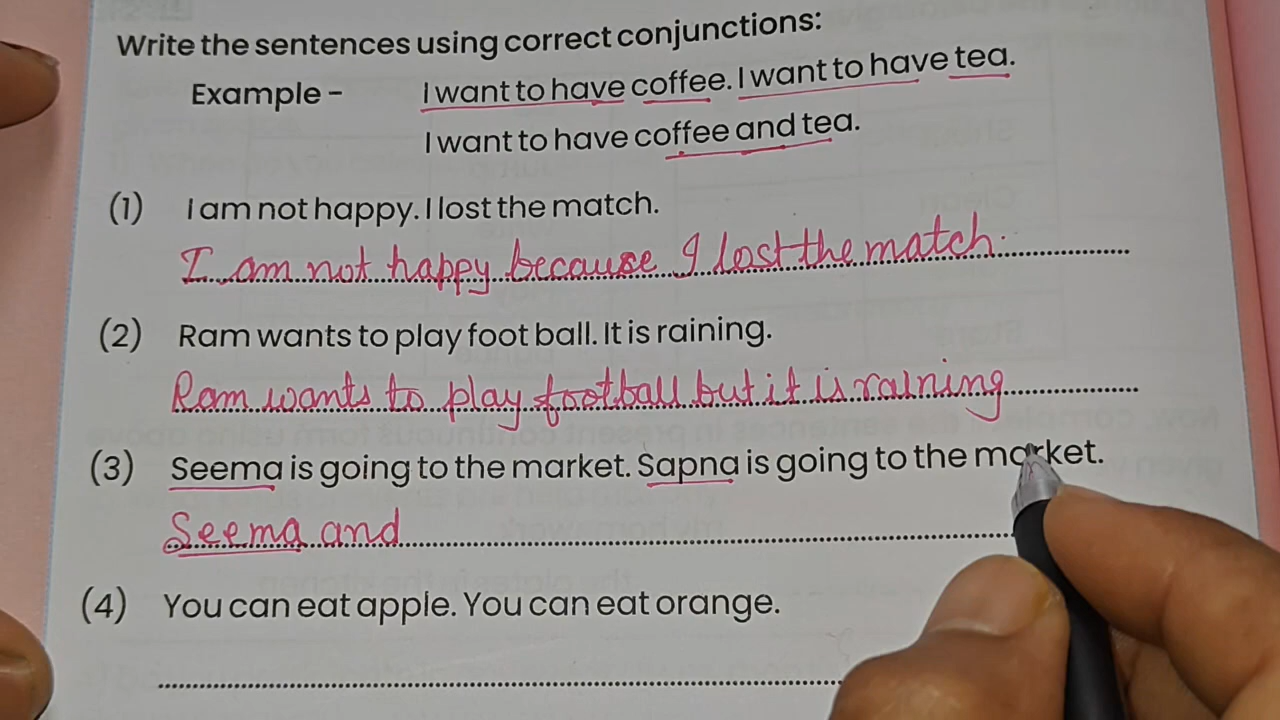 Write the sentences using correct conjunctions:
Example - I want to have coffee. I want to have tea.
I want to have coffee and tea.
(1) I am not happy. I lost the match.
I am not happy because I lost the match.
(2) Ram wants to play foot ball. It is raining.
Ram wants to play football but it is raining
(3) Seema is going to the market. Sapna is going to the market.
Seema and
(4) You can eat apple. You can eat orange.